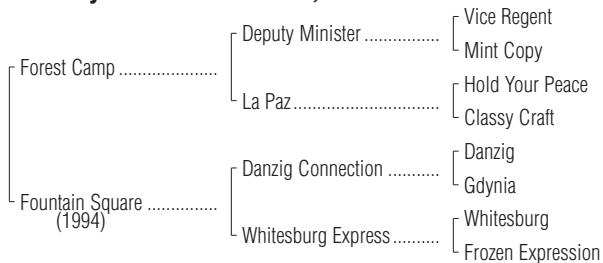 Vice Regent
Deputy Minister ................
Mint Copy
Forest Camp .....................
Hold Your Peace
La Paz ...............................
Classy Craft
Danzig
Danzig Connection ...........
Gdynia
Fountain Square ...............
(1994)
Whitesburg
Whitesburg Express ..........
Frozen Expression